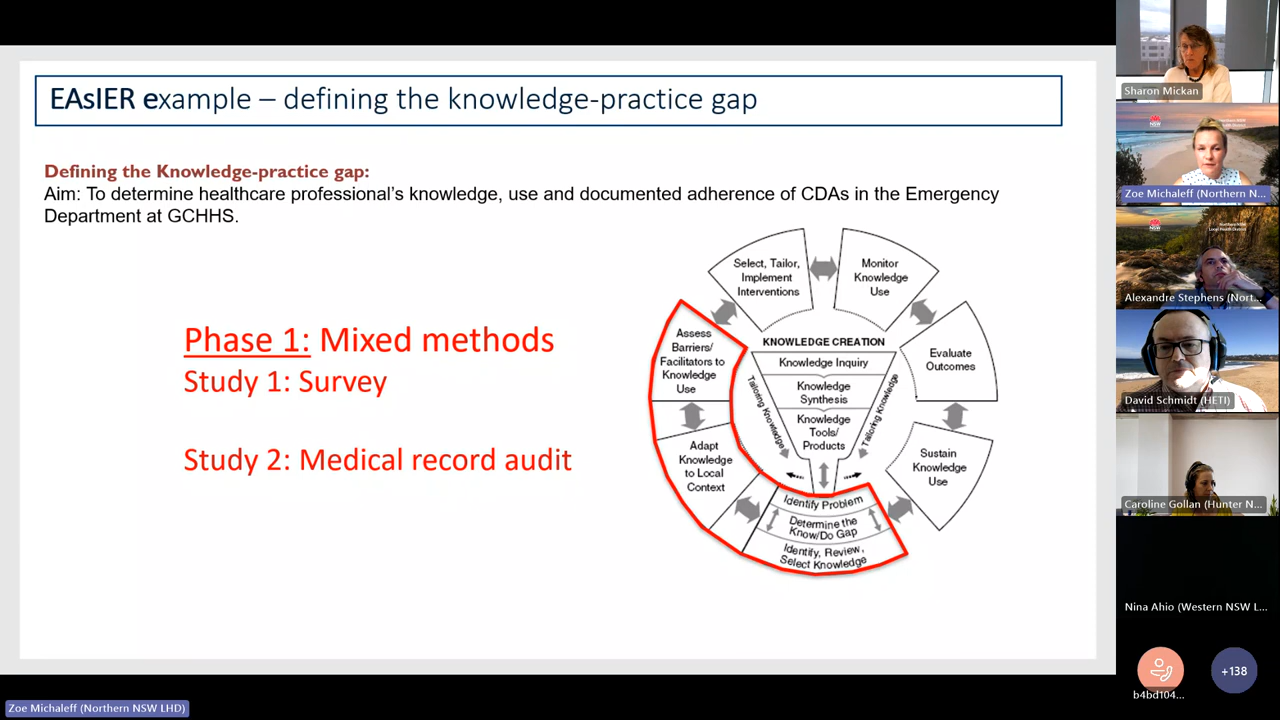 EAsIER example – defining the knowledge-practice gap
Defining the Knowledge-practice gap:
Aim: To determine healthcare professional's knowledge, use and documented adherence of CDAs in the Emergency
Department at GCHHS.
Phase 1: Mixed methods
Study 1: Survey
Study 2: Medical record audit
Select, Tailor,
Implement
Interventions
Monitor
Knowledge
Use
Assess
Barriers/
Facilitators to
Knowledge
Use
KNOWLEDGE CREATION
Knowledge Inquiry
Knowledge
Synthesis
Knowledge
Tools/
Products
Tailoring Knowledge
Tailoring Knowledge
Evaluate
Outcomes
Adapt
Knowledge
to Local
Context
Sustain
Knowledge
Use
Identify Problem
Determine the
Know/Do Gap
Identify, Review,
Select Knowledge
Sharon Mickan
Zoe Michaleff (Northern N...
Alexandre Stephens (Nort...
David Schmidt (HETI)
Caroline Gollan (Hunter N...
Nina Ahio (Western NSW L...
b4bd104...
+138
Zoe Michaleff (Northern NSW LHD)